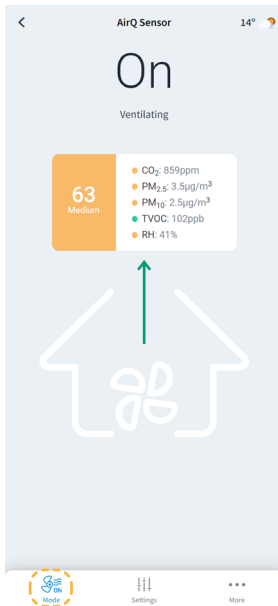 AirQ Sensor 14°
On
Ventilating
63
Medium
CO₂: 859ppm
PM₂.₅: 3.5µg/m³
PM₁₀: 2.5µg/m³
TVOC: 102ppb
RH: 41%
ON
Mode Settings More